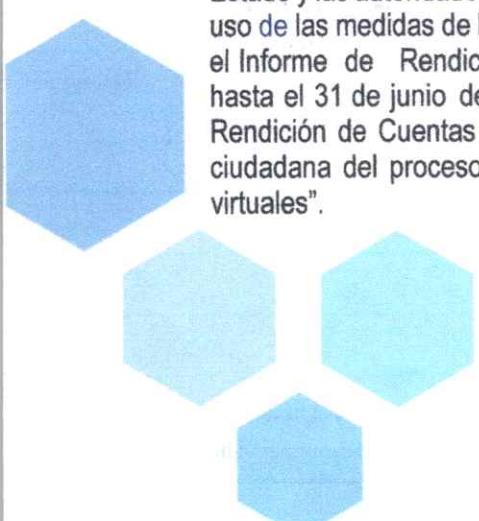 uso de las medidas de
el Informe de Rendic
hasta el 31 de junio de
Rendición de Cuentas
ciudadana del proceso
virtuales”.